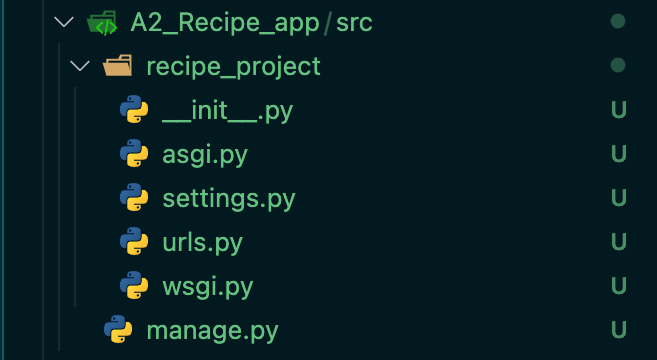 A2_Recipe_app/src
recipe_project
__init__.py U
asgi.py U
settings.py U
urls.py U
wsgi.py U
manage.py U